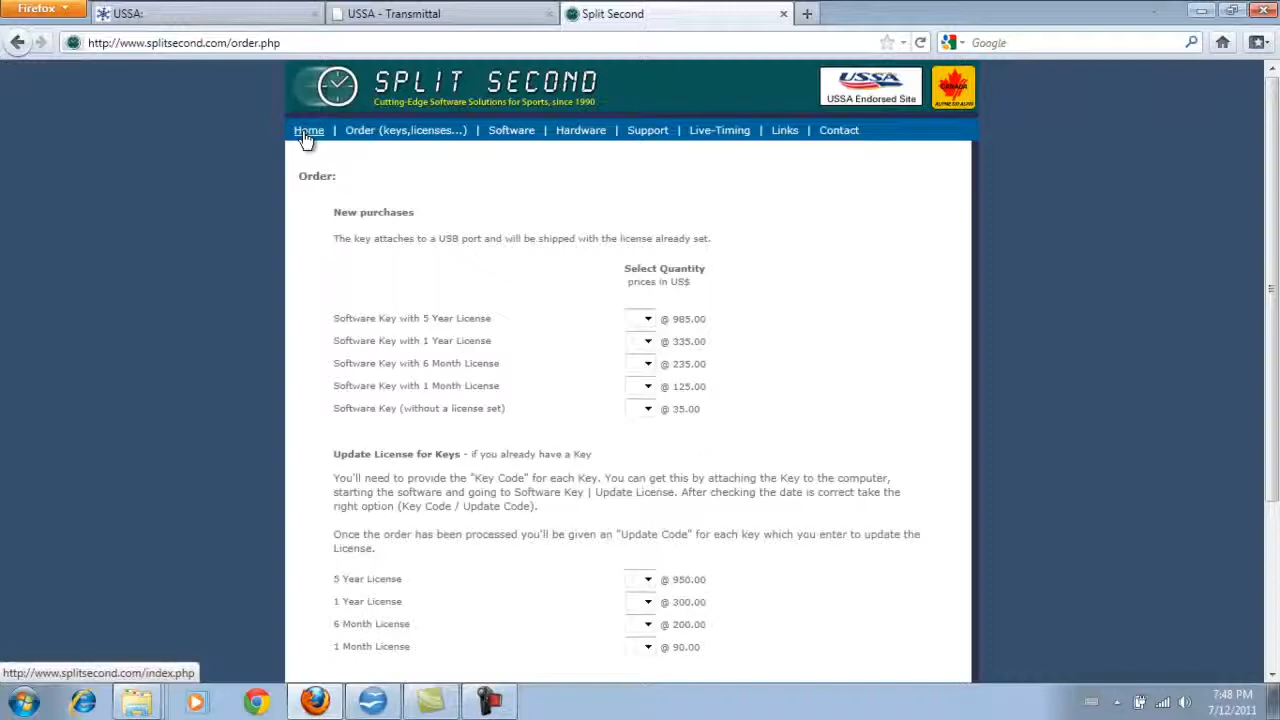 Firefox
USSA:
USSA - Transmittal
Split Second
http://www.splitsecond.com/order.php
Google
SPLIT SECOND
Cutting-Edge Software Solutions for Sports, since 1990
USSA
USSA Endorsed Site
CANADA
ALPINE GO ALPIN
Home | Order (keys,licenses...) | Software | Hardware | Support | Live-Timing | Links | Contact
Order:
New purchases
The key attaches to a USB port and will be shipped with the license already set.
Select Quantity
prices in US$
Software Key with 5 Year License @ 985.00
Software Key with 1 Year License @ 335.00
Software Key with 6 Month License @ 235.00
Software Key with 1 Month License @ 125.00
Software Key (without a license set) @ 35.00
Update License for Keys - if you already have a Key
You'll need to provide the "Key Code" for each Key. You can get this by attaching the Key to the computer,
starting the software and going to Software Key | Update License. After checking the date is correct take the
right option (Key Code / Update Code).
Once the order has been processed you'll be given an "Update Code" for each key which you enter to update the
License.
5 Year License @ 950.00
1 Year License @ 300.00
6 Month License @ 200.00
1 Month License @ 90.00
http://www.splitsecond.com/index.php
7:48 PM
7/12/2011